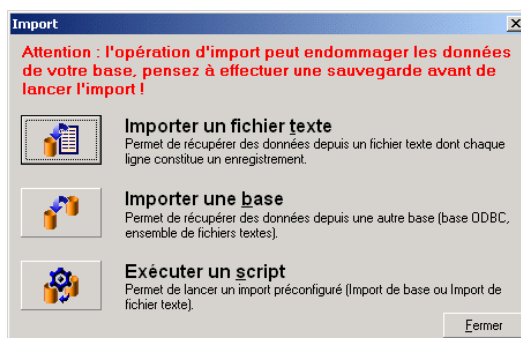 Import
Attention : l'opération d'import peut endommager les données
de votre base, pensez à effectuer une sauvegarde avant de
lancer l'import !
Importer un fichier texte
Permet de récupérer des données depuis un fichier texte dont chaque
ligne constitue un enregistrement.
Importer une base
Permet de récupérer des données depuis une autre base (base ODBC,
ensemble de fichiers textes).
Exécuter un script
Permet de lancer un import préconfiguré (Import de base ou Import de
fichier texte).
Fermer